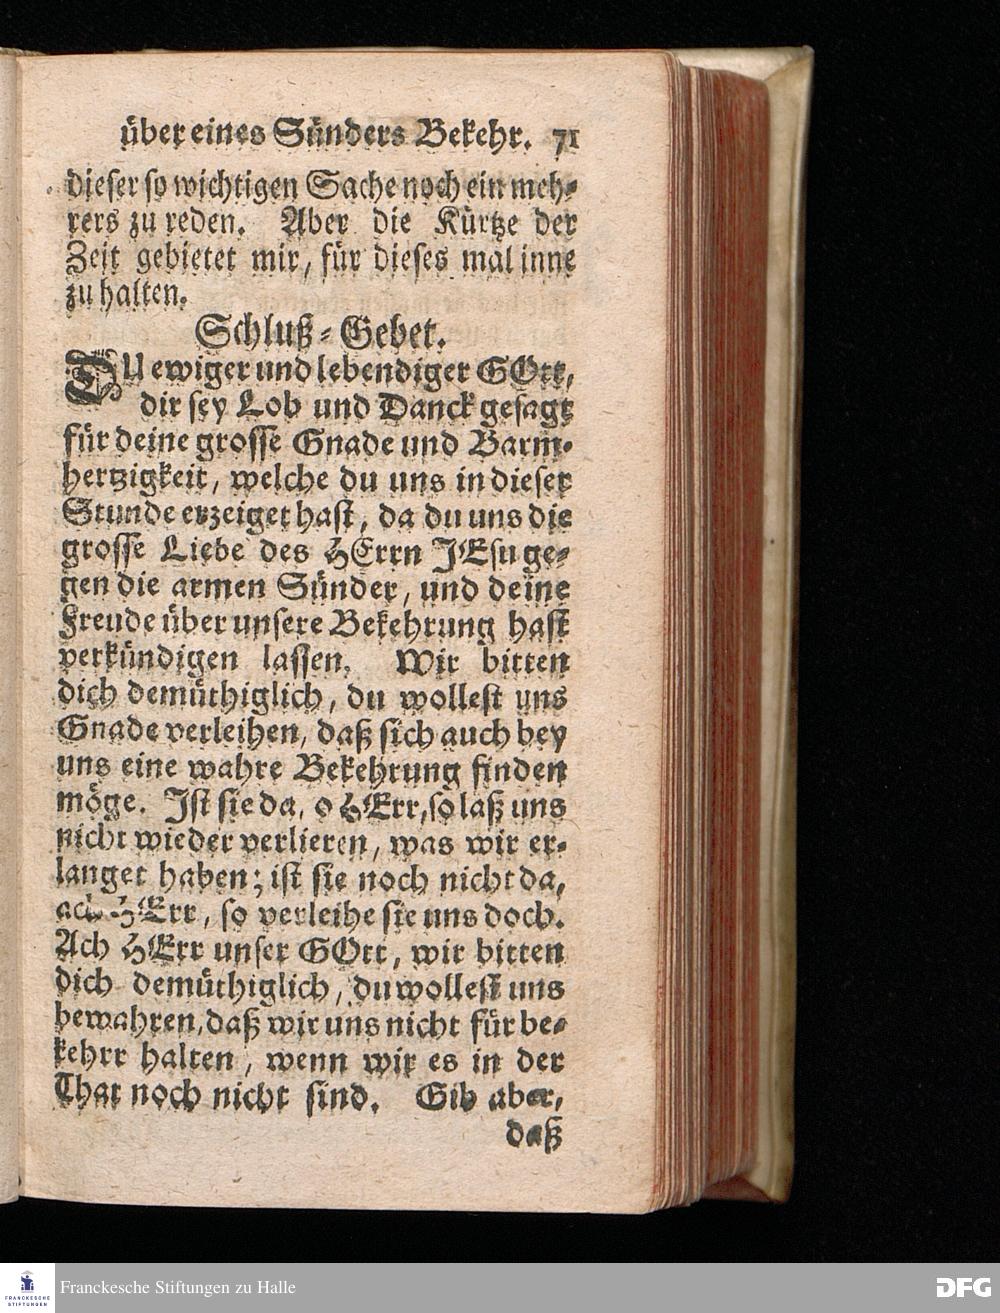 über eines Sünders Bekehr. 71
dieser so wichtigen Sache noch ein meh-
rers zu reden. Aber die Kürtze der
Zeit gebietet mir, für dieses mal inne
zu halten.
Schluß-Gebet.
DU ewiger und lebendiger GOtt,
dir sey Lob und Danck gesagt
für deine grosse Gnade und Barm-
hertzigkeit, welche du uns in dieser
Stunde erzeiget hast, da du uns die
grosse Liebe des HErrn JEsu ge-
gen die armen Sünder, und deine
Freude über unsere Bekehrung hast
verkündigen lassen. Wir bitten
dich demüthiglich, du wollest uns
Gnade verleihen, daß sich auch bey
uns eine wahre Bekehrung finden
möge. Ist sie da, o HErr, so laß uns
nicht wieder verlieren, was wir er-
langet haben; ist sie noch nicht da,
ach HErr, so verleihe sie uns doch.
Ach HErr unser GOtt, wir bitten
dich demüthiglich, du wollest uns
bewahren, daß wir uns nicht für be-
kehrt halten, wenn wir es in der
That noch nicht sind. Gib aber,
daß
FRANCKESCHE
STIFTUNGEN
Franckesche Stiftungen zu Halle
DFG